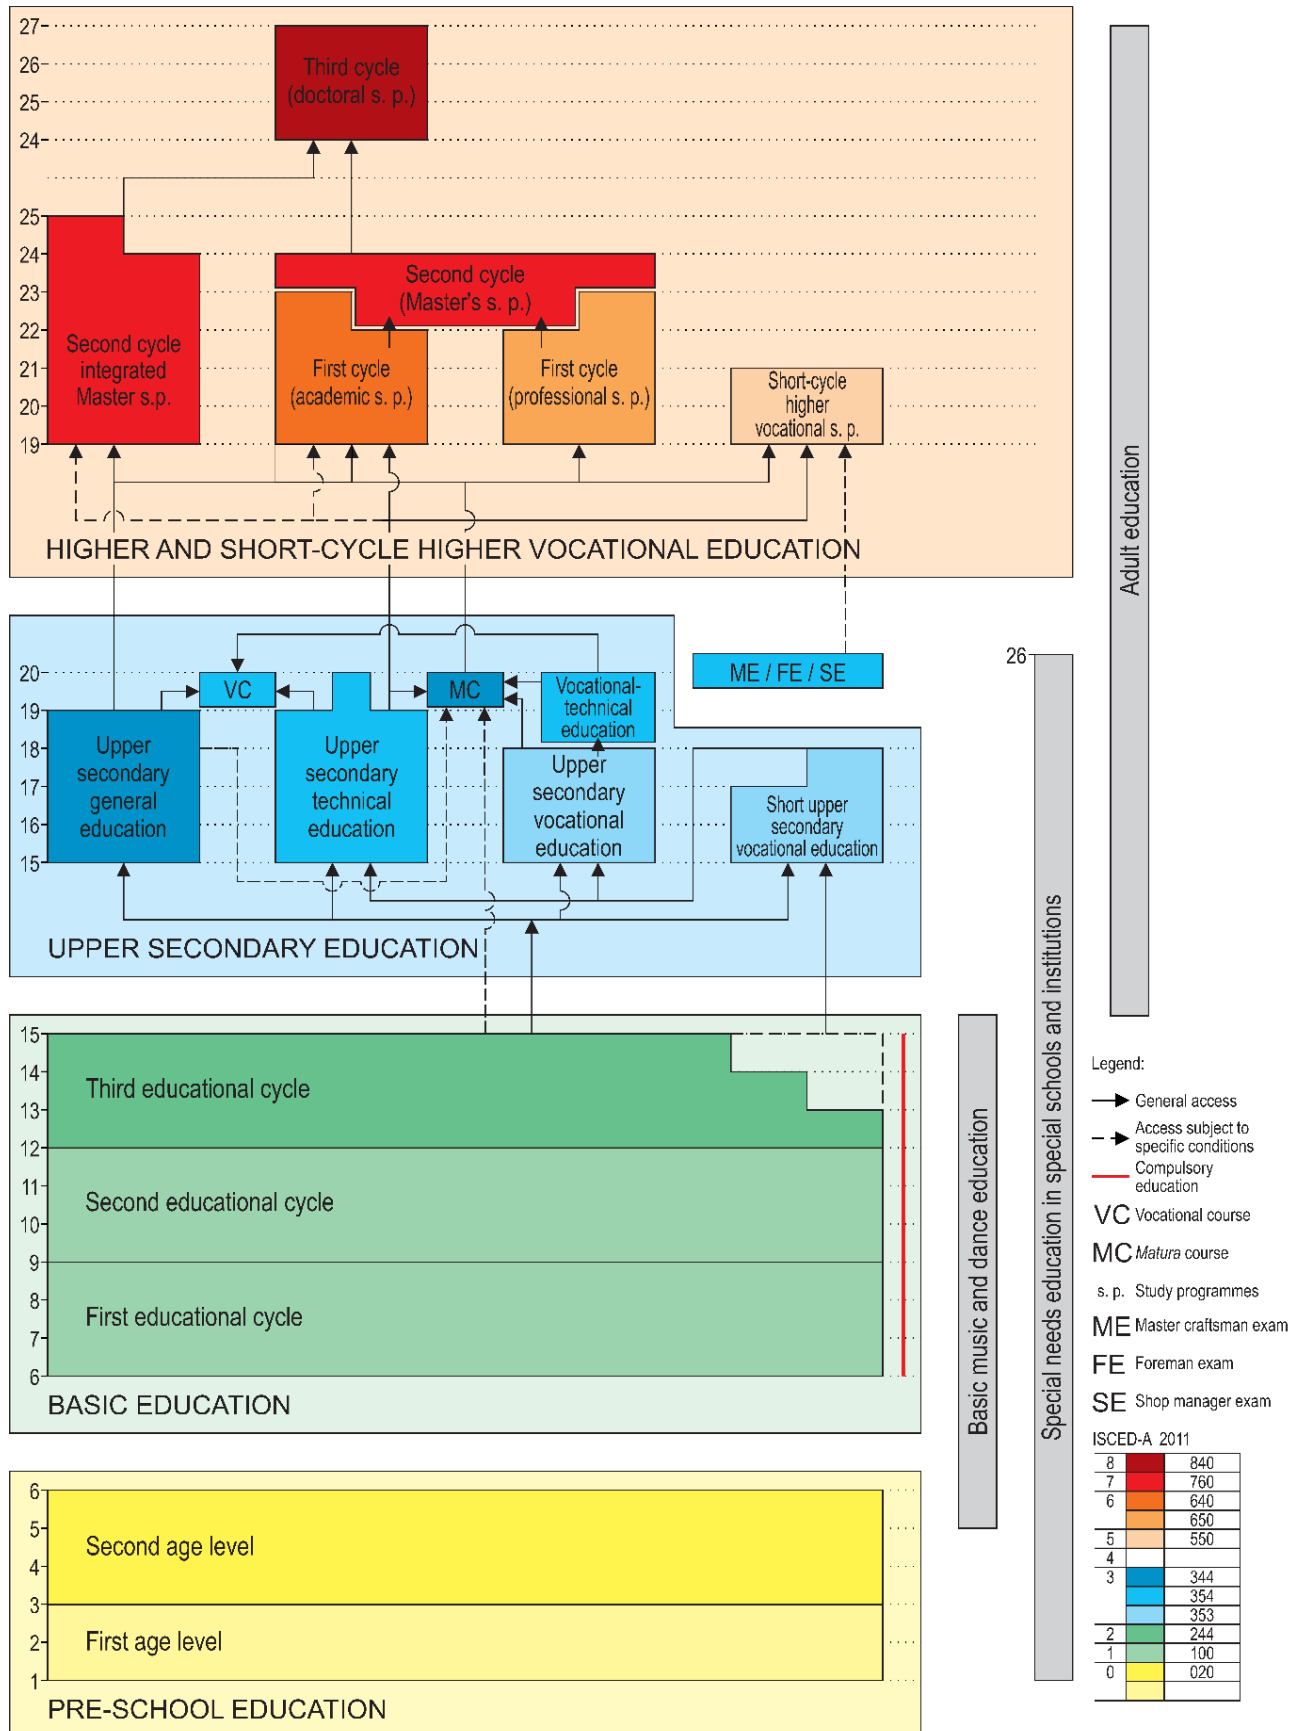 27
26
25
24
25
24
23
22
21
20
19
Third cycle
(doctoral s. p.)
Second cycle
(Master's s. p.)
Second cycle
integrated
Master s.p.
First cycle
(academic s. p.)
First cycle
(professional s. p.)
Short-cycle
higher
vocational s. p.
HIGHER AND SHORT-CYCLE HIGHER VOCATIONAL EDUCATION
20
19
18
17
16
15
VC
MC
Vocational-
technical
education
ME / FE / SE
Upper
secondary
general
education
Upper
secondary
technical
education
Upper
secondary
vocational
education
Short upper
secondary
vocational education
UPPER SECONDARY EDUCATION
15
14
13
12
11
10
9
8
7
6
Third educational cycle
Second educational cycle
First educational cycle
BASIC EDUCATION
6
5
4
3
2
1
Second age level
First age level
PRE-SCHOOL EDUCATION
Basic music and dance education
26
Special needs education in special schools and institutions
Adult education
Legend:
General access
Access subject to
specific conditions
Compulsory
education
VC Vocational course
MC Matura course
s. p. Study programmes
ME Master craftsman exam
FE Foreman exam
SE Shop manager exam
ISCED-A 2011
8 840
7 760
6 640
650
5 550
4
3 344
354
353
2 244
1 100
0 020